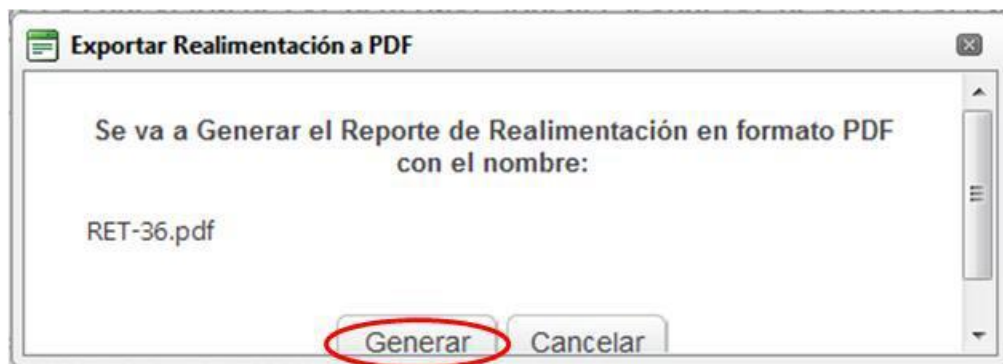 Exportar Realimentación a PDF
Se va a Generar el Reporte de Realimentación en formato PDF
con el nombre:
RET-36.pdf
Generar Cancelar